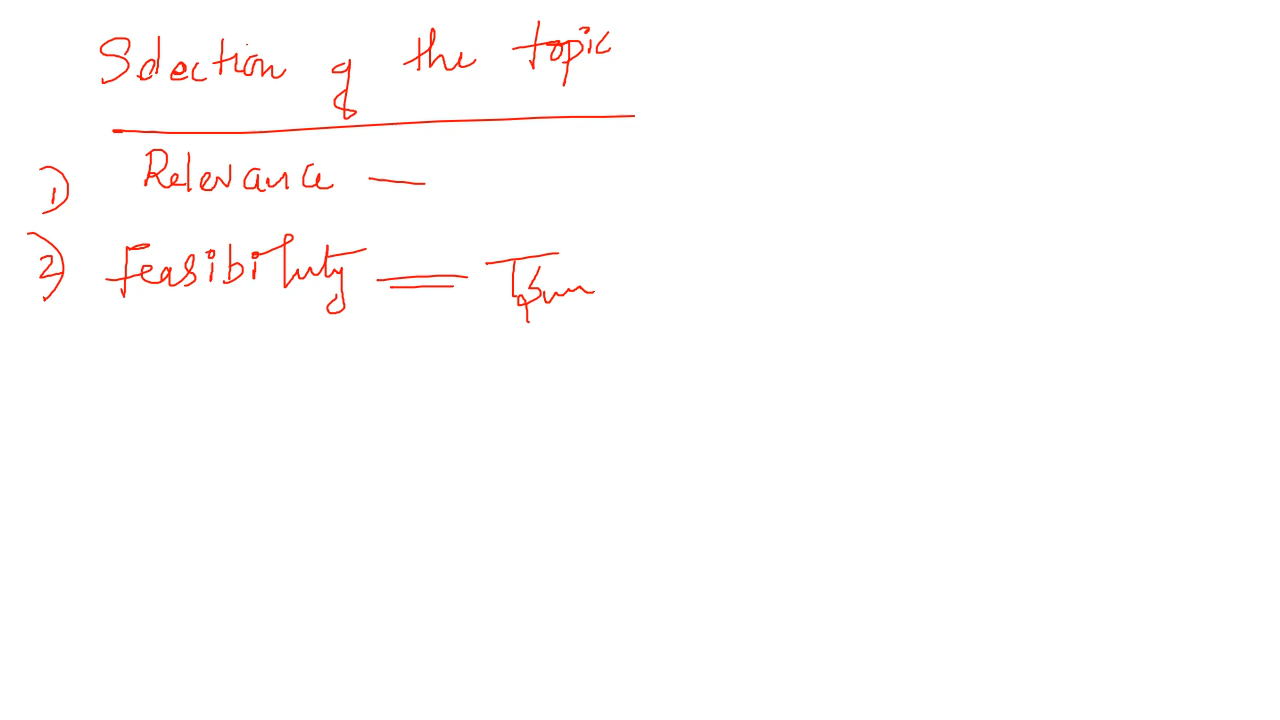 Selection of the topic
1) Relevance —
2) Feasibility =